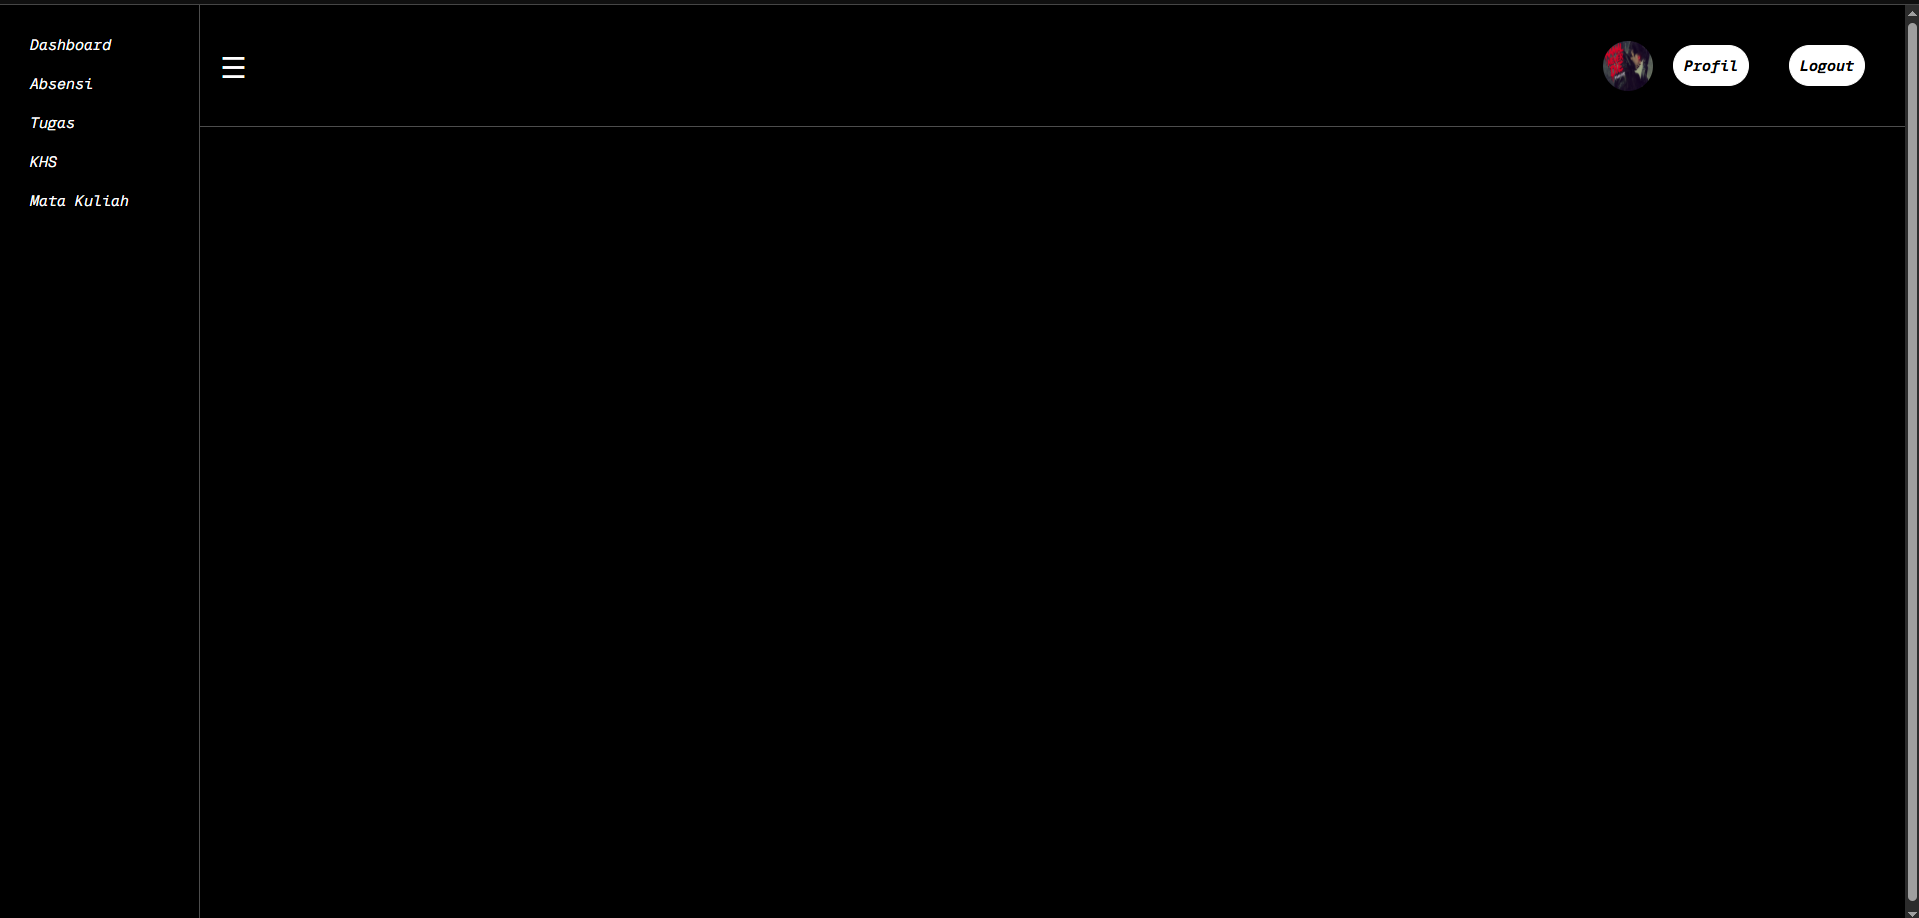 Dashboard
Absensi
Tugas
KHS
Mata Kuliah
Profil
Logout